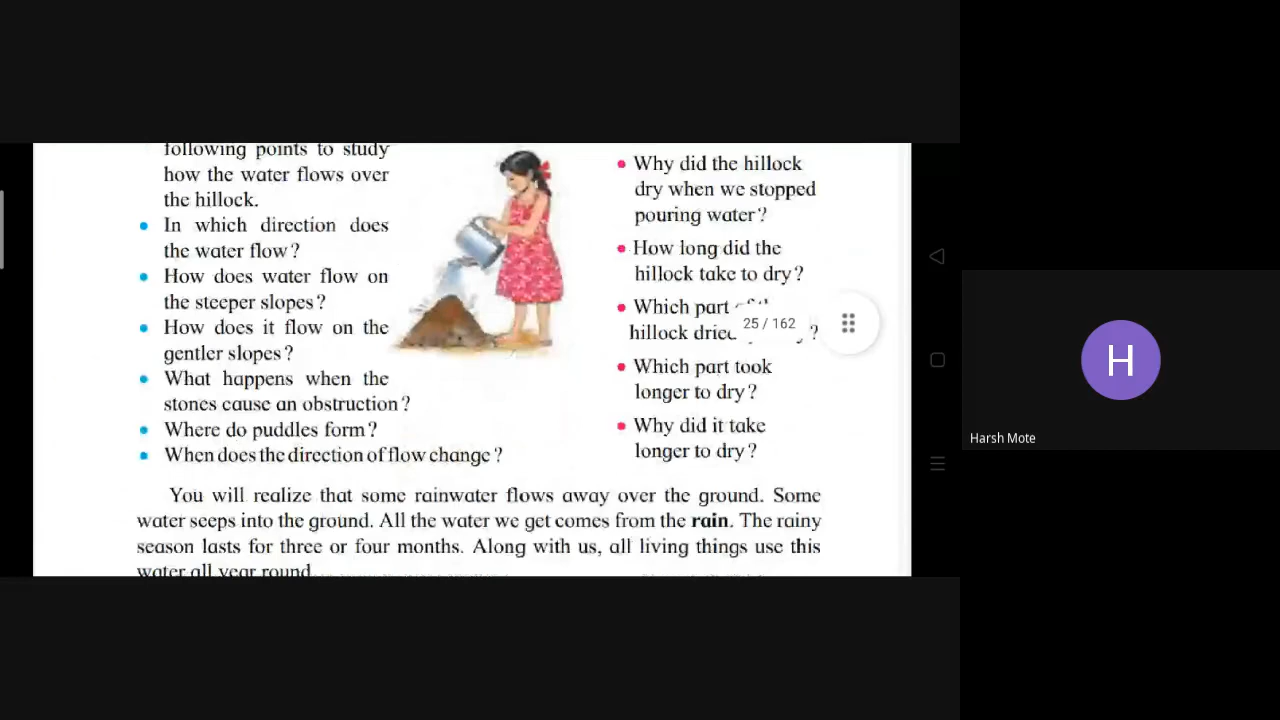 following points to study
how the water flows over
the hillock.
• In which direction does
the water flow?
• How does water flow on
the steeper slopes?
• How does it flow on the
gentler slopes?
• What happens when the
stones cause an obstruction?
• Where do puddles form?
• When does the direction of flow change?
• Why did the hillock
dry when we stopped
pouring water?
• How long did the
hillock take to dry?
• Which part
hillock dried ?
25 / 162
• Which part took
longer to dry?
• Why did it take
longer to dry?
You will realize that some rainwater flows away over the ground. Some
water seeps into the ground. All the water we get comes from the rain. The rainy
season lasts for three or four months. Along with us, all living things use this
water all year round
H
Harsh Mote